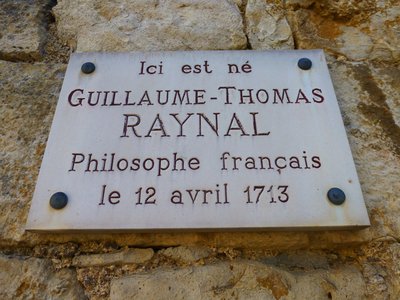 Ici est né
GUILLAUME-THOMAS
RAYNAL
Philosophe français
le 12 avril 1713